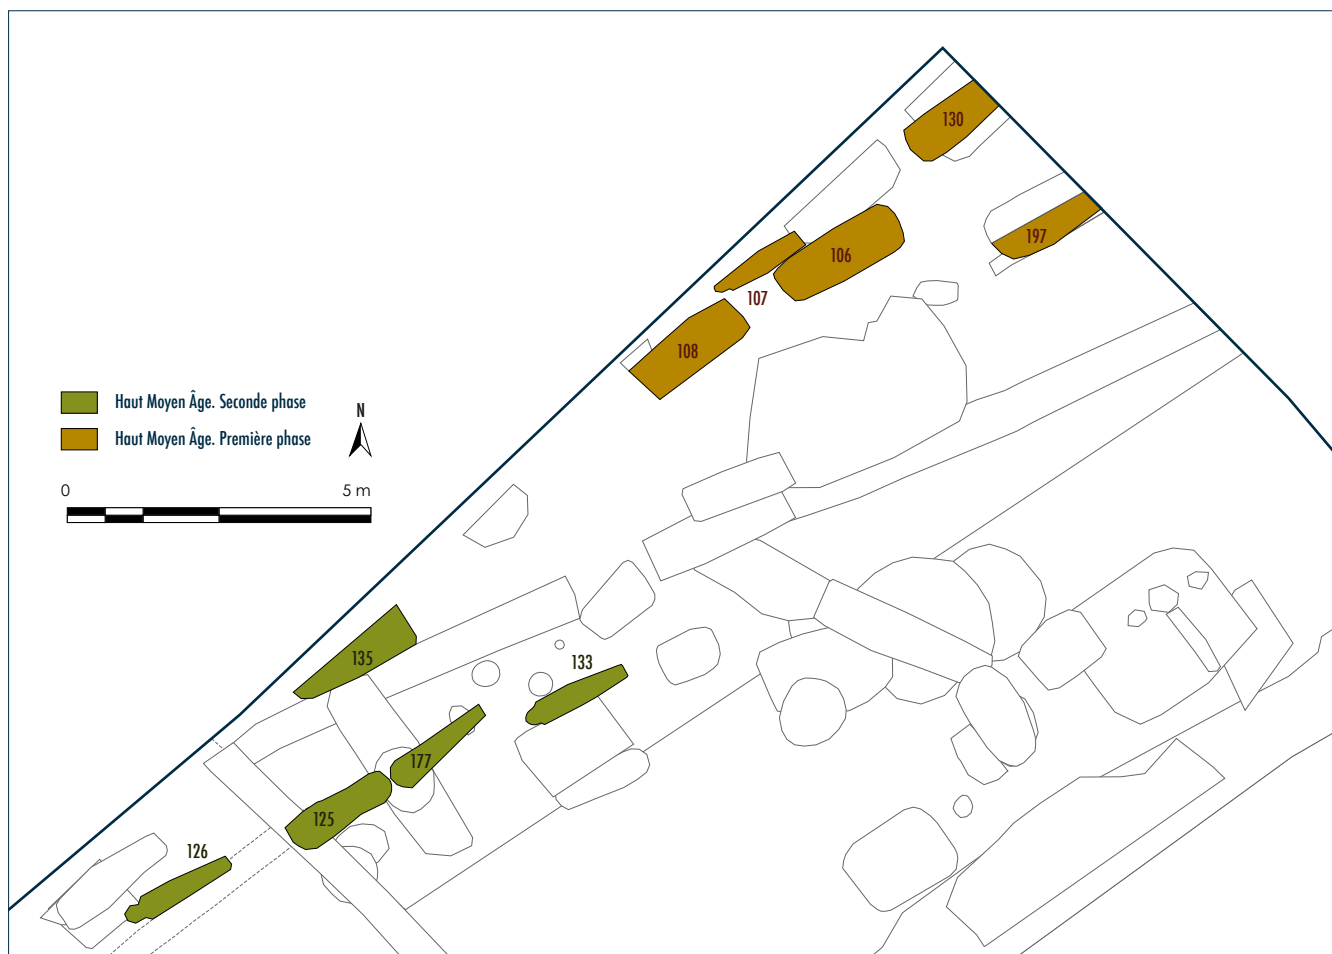 130
197
106
107
108
Haut Moyen Âge. Seconde phase
N
Haut Moyen Âge. Première phase
0 5 m
135
133
177
125
126